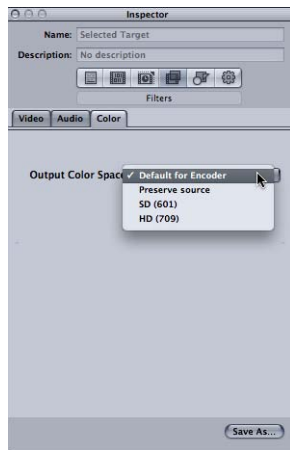 Inspector
Name: Selected Target
Description: No description
Filters
Video Audio Color
Output Color Space
✓ Default for Encoder
Preserve source
SD (601)
HD (709)
Save As...